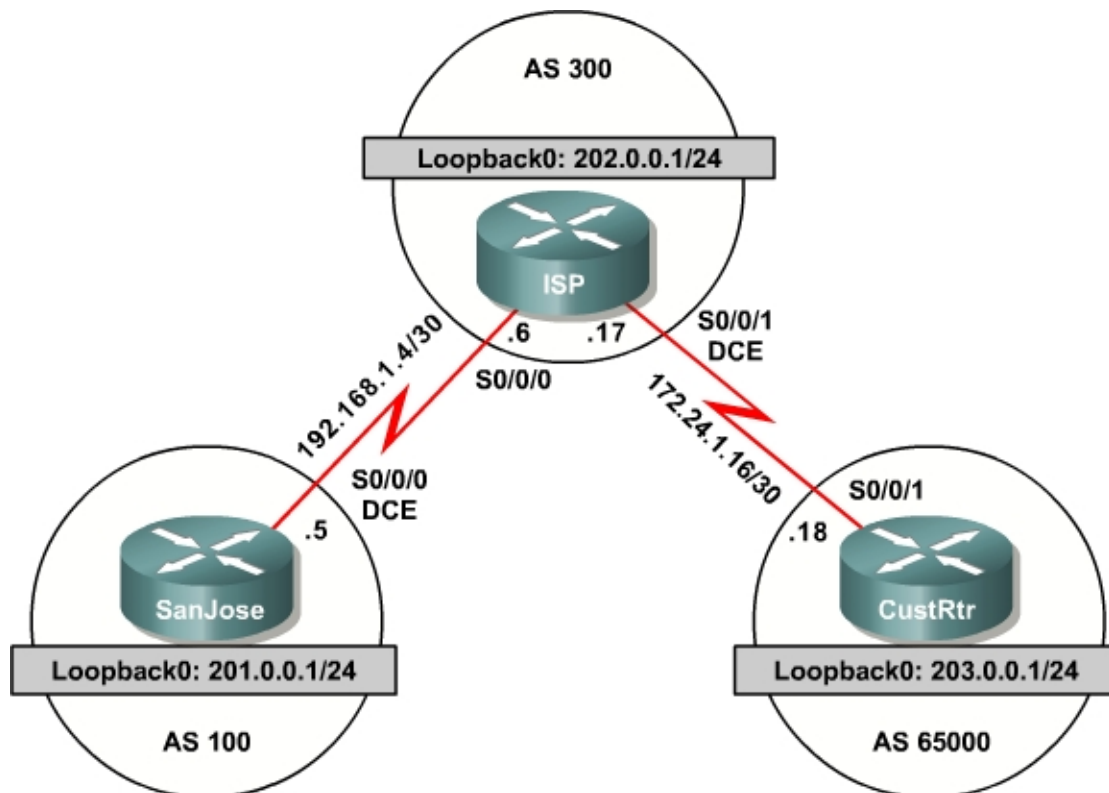 AS 300
Loopback0: 202.0.0.1/24
ISP
.6
.17
S0/0/1
DCE
S0/0/0
192.168.1.4/30
172.24.1.16/30
S0/0/0
DCE
S0/0/1
.5
.18
SanJose
CustRtr
Loopback0: 201.0.0.1/24
Loopback0: 203.0.0.1/24
AS 100
AS 65000